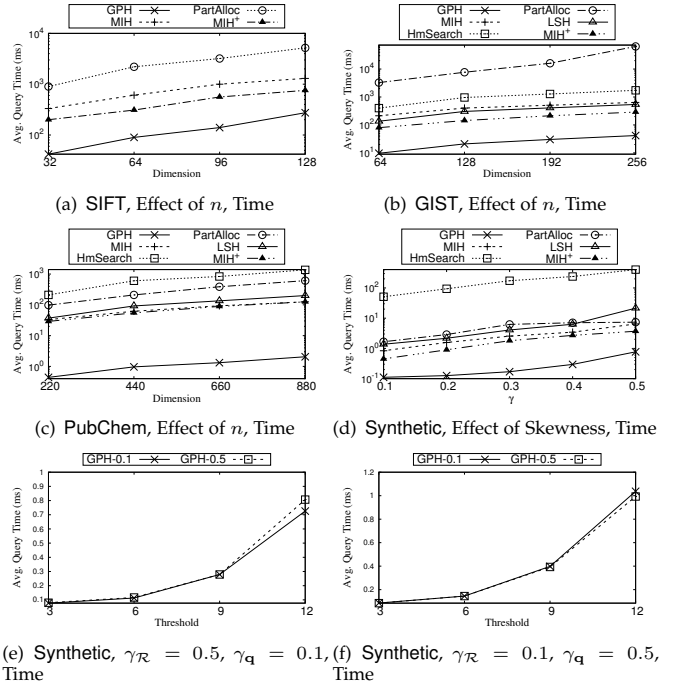 GPH PartAlloc
MIH MIH+
Avg. Query Time (ms)
10^4
10^3
10^2
32 64 96 128
Dimension
(a) SIFT, Effect of n, Time
GPH PartAlloc
MIH LSH
HmSearch MIH+
Avg. Query Time (ms)
10^4
10^3
10^2
10^1
64 128 192 256
Dimension
(b) GIST, Effect of n, Time
GPH PartAlloc
MIH LSH
HmSearch MIH+
Avg. Query Time (ms)
10^3
10^2
10^1
10^0
220 440 660 880
Dimension
(c) PubChem, Effect of n, Time
GPH PartAlloc
MIH LSH
HmSearch MIH+
Avg. Query Time (ms)
10^2
10^1
10^0
10^-1
0.1 0.2 0.3 0.4 0.5
γ
(d) Synthetic, Effect of Skewness, Time
GPH-0.1 GPH-0.5
Avg. Query Time (ms)
1
0.9
0.8
0.7
0.6
0.5
0.4
0.3
0.2
0.1
3 6 9 12
Threshold
(e) Synthetic, γR = 0.5, γq = 0.1,
Time
GPH-0.1 GPH-0.5
Avg. Query Time (ms)
1.2
1
0.8
0.6
0.4
0.2
3 6 9 12
Threshold
(f) Synthetic, γR = 0.1, γq = 0.5,
Time